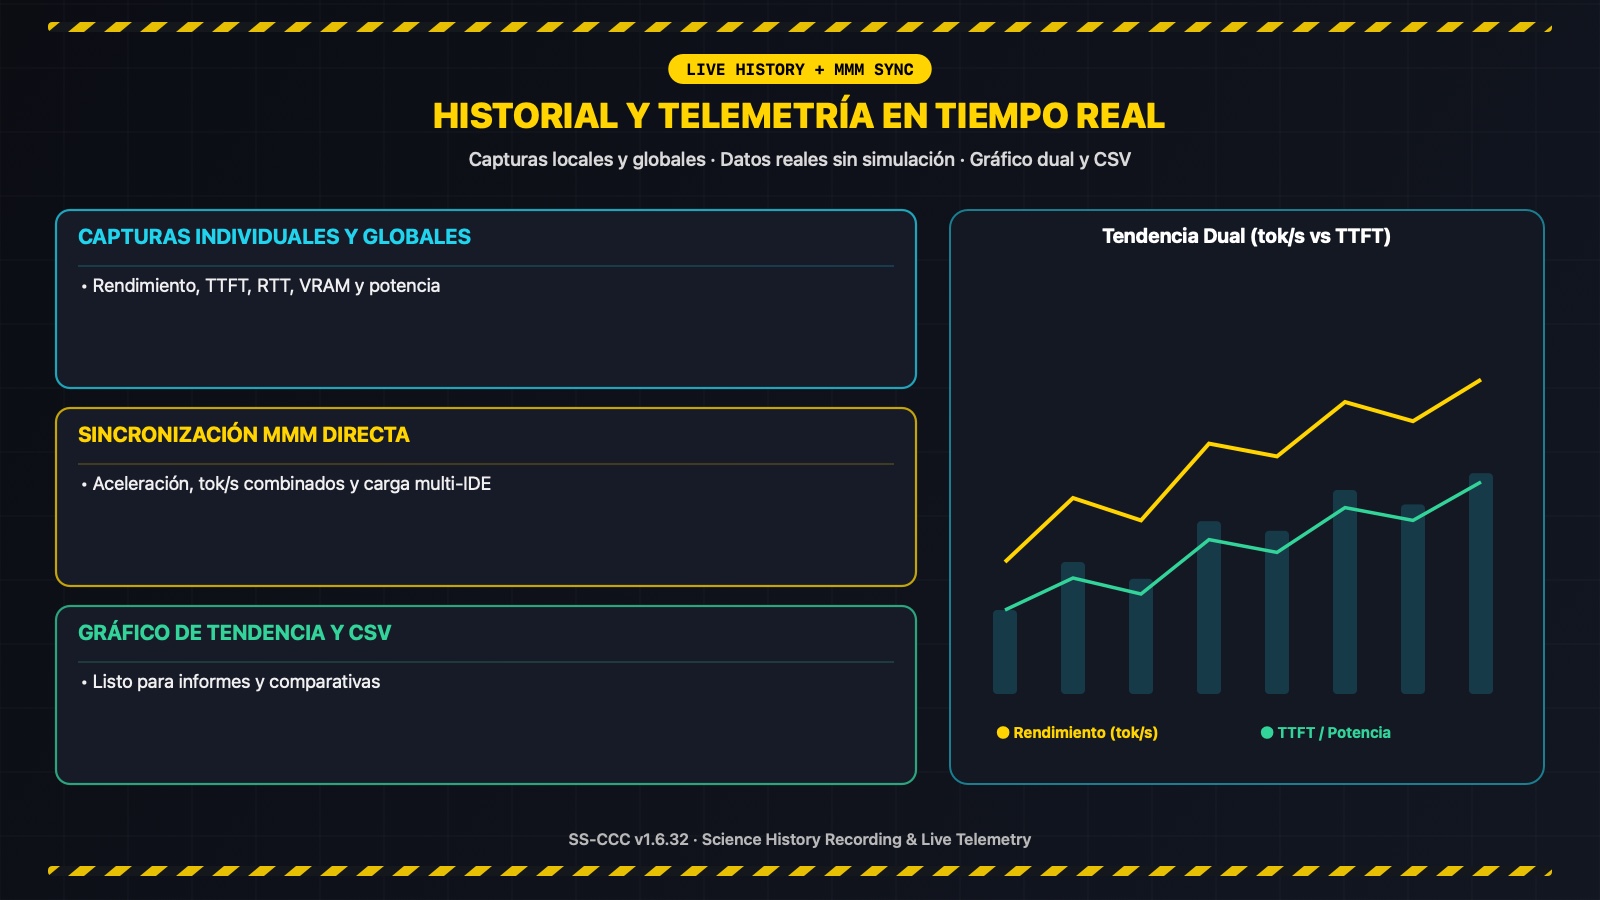 LIVE HISTORY + MMM SYNC
HISTORIAL Y TELEMETRÍA EN TIEMPO REAL
Capturas locales y globales · Datos reales sin simulación · Gráfico dual y CSV
CAPTURAS INDIVIDUALES Y GLOBALES
• Rendimiento, TTFT, RTT, VRAM y potencia
SINCRONIZACIÓN MMM DIRECTA
• Aceleración, tok/s combinados y carga multi-IDE
GRÁFICO DE TENDENCIA Y CSV
• Listo para informes y comparativas
Tendencia Dual (tok/s vs TTFT)
Rendimiento (tok/s)
TTFT / Potencia
SS-CCC v1.6.32 · Science History Recording & Live Telemetry